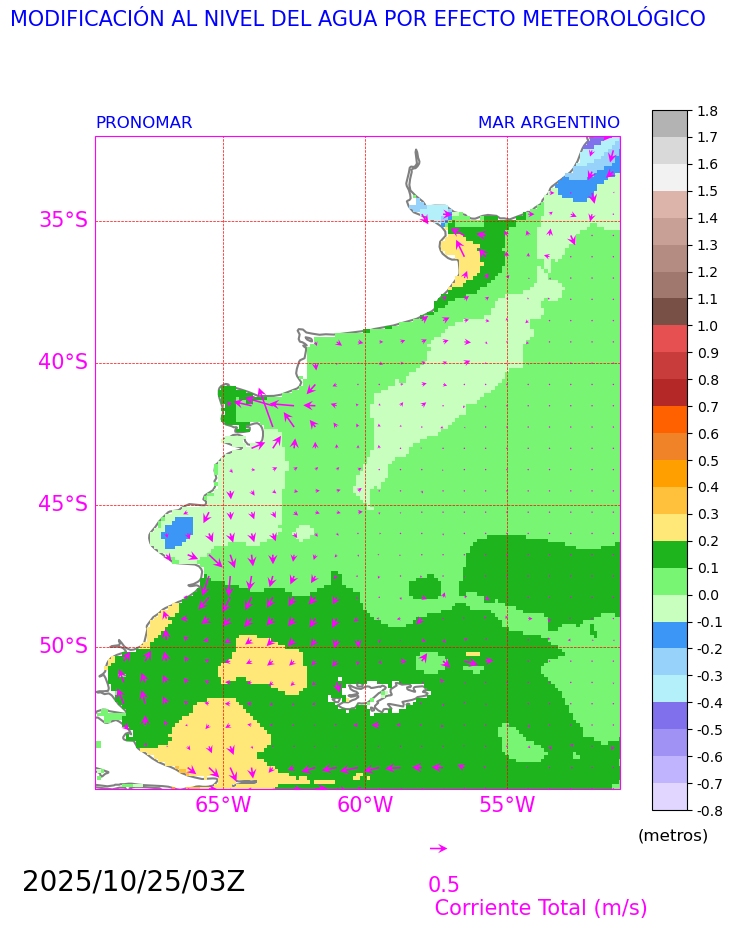 MODIFICACIÓN AL NIVEL DEL AGUA POR EFECTO METEOROLÓGICO
PRONOMAR MAR ARGENTINO
35°S
40°S
45°S
50°S
65°W 60°W 55°W
1.8
1.7
1.6
1.5
1.4
1.3
1.2
1.1
1.0
0.9
0.8
0.7
0.6
0.5
0.4
0.3
0.2
0.1
0.0
-0.1
-0.2
-0.3
-0.4
-0.5
-0.6
-0.7
-0.8
(metros)
2025/10/25/03Z
0.5
Corriente Total (m/s)